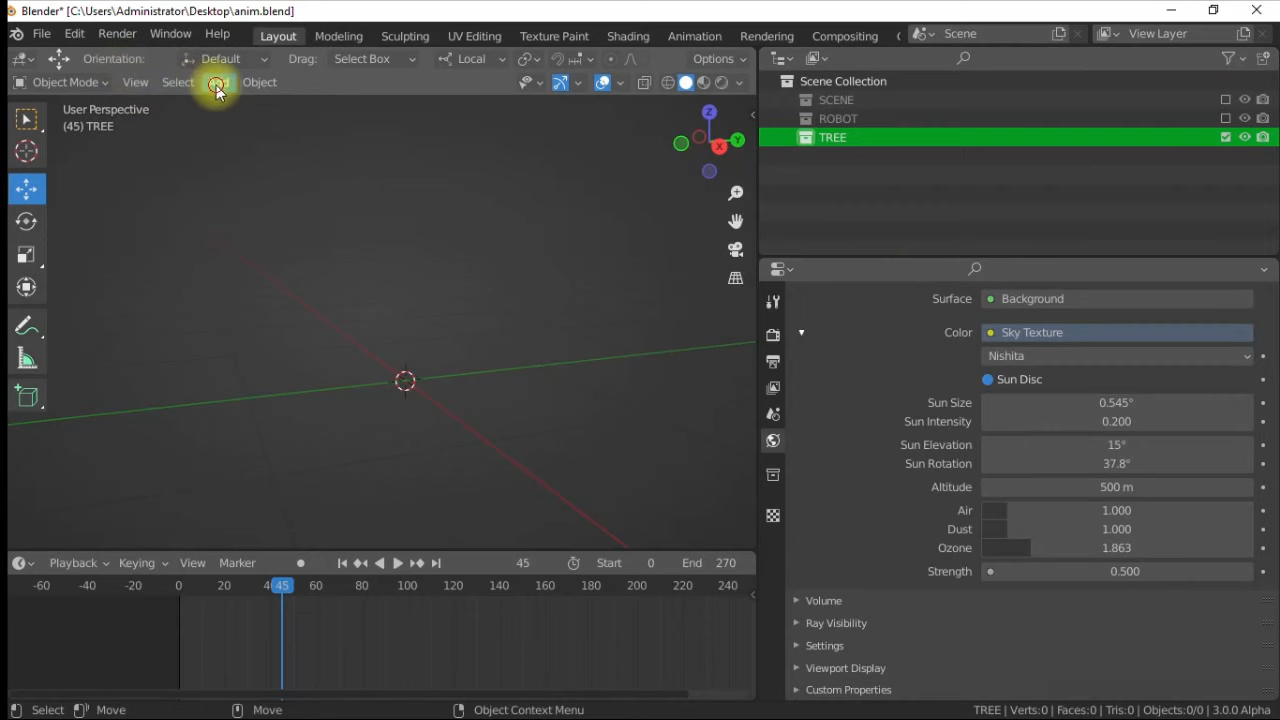 Blender* [C:\Users\Administrator\Desktop\anim.blend]
File Edit Render Window Help Layout Modeling Sculpting UV Editing Texture Paint Shading Animation Rendering Compositing Scene View Layer
Orientation: Default Drag: Select Box Local Options
Object Mode View Select Object
User Perspective
(45) TREE
Z
Y
X
Scene Collection
SCENE
ROBOT
TREE
Surface Background
Color Sky Texture
Nishita
Sun Disc
Sun Size 0.545°
Sun Intensity 0.200
Sun Elevation 15°
Sun Rotation 37.8°
Altitude 500 m
Air 1.000
Dust 1.000
Ozone 1.863
Strength 0.500
Volume
Ray Visibility
Settings
Viewport Display
Custom Properties
Playback Keying View Marker 45 Start 0 End 270
-60 -40 -20 0 20 45 60 80 100 120 140 160 180 200 220 240
Select Move Move Object Context Menu TREE | Verts:0 | Faces:0 | Tris:0 | Objects:0/0 | 3.0.0 Alpha